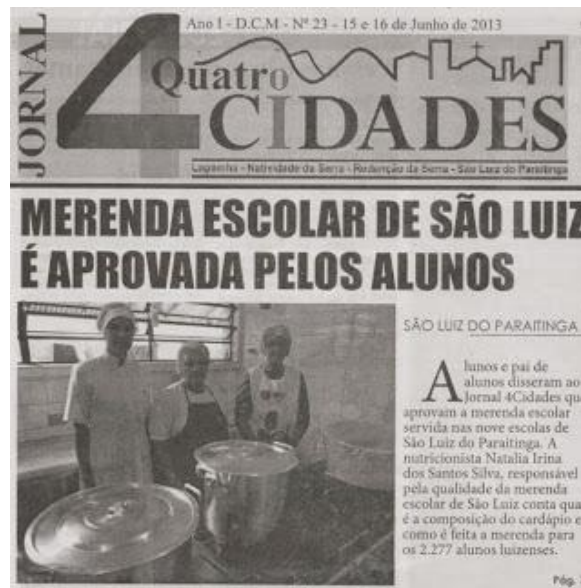 Ano I - D.C.M - Nº 23 - 15 e 16 de Junho de 2013
JORNAL
4
Quatro
CIDADES
Lagoinha - Natividade da Serra - Redenção da Serra - São Luiz do Paraitinga
MERENDA ESCOLAR DE SÃO LUIZ
É APROVADA PELOS ALUNOS
SÃO LUIZ DO PARAITINGA
Alunos e pai de
alunos disseram ao
Jornal 4Cidades qu
aprovam a merenda escolar
servida nas nove escolas de
São Luiz do Paraitinga. A
nutricionista Natalia Irina
dos Santos Silva, responsável
pela qualidade da merenda
escolar de São Luiz conta qua
é a composição do cardápio e
como é feita a merenda para
os 2.277 alunos luizenses.
Pág.